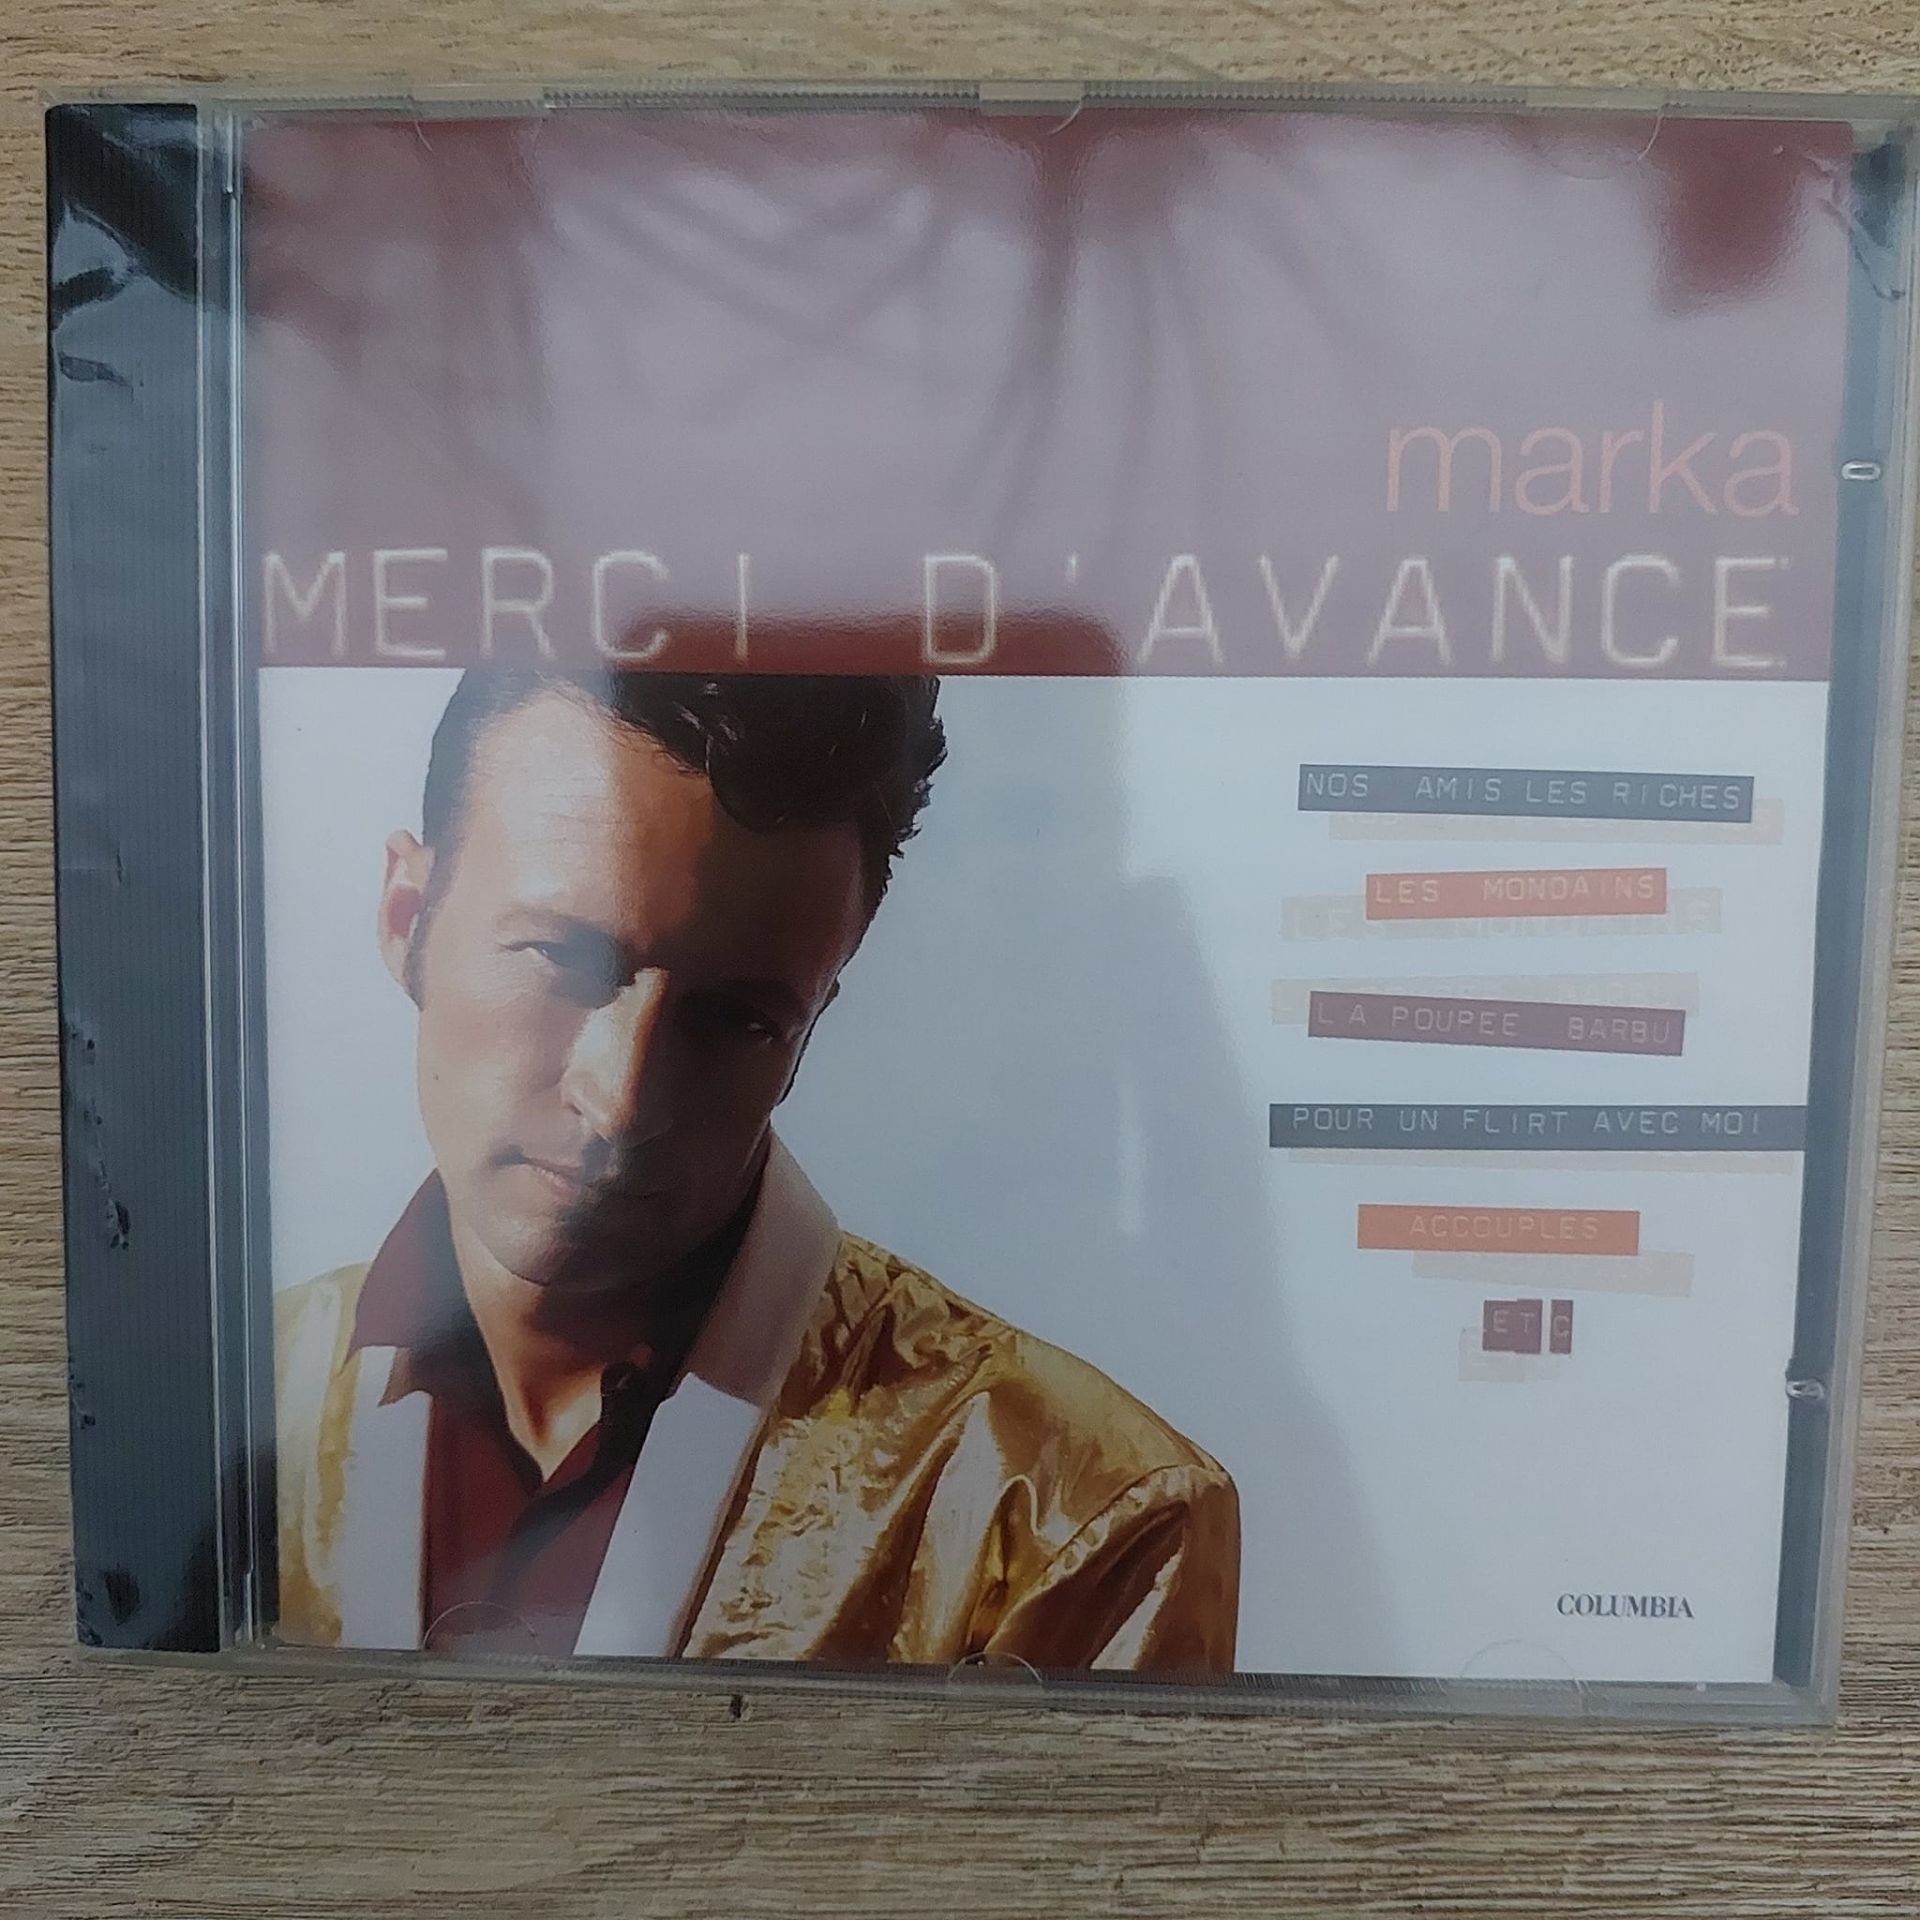 marka
MERCI D'AVANCE
NOS AMIS LES RICHES
LES MONDAINS
LA POUPEE BARBU
POUR UN FLIRT AVEC MOI
ACCOUPLES
ETC
COLUMBIA